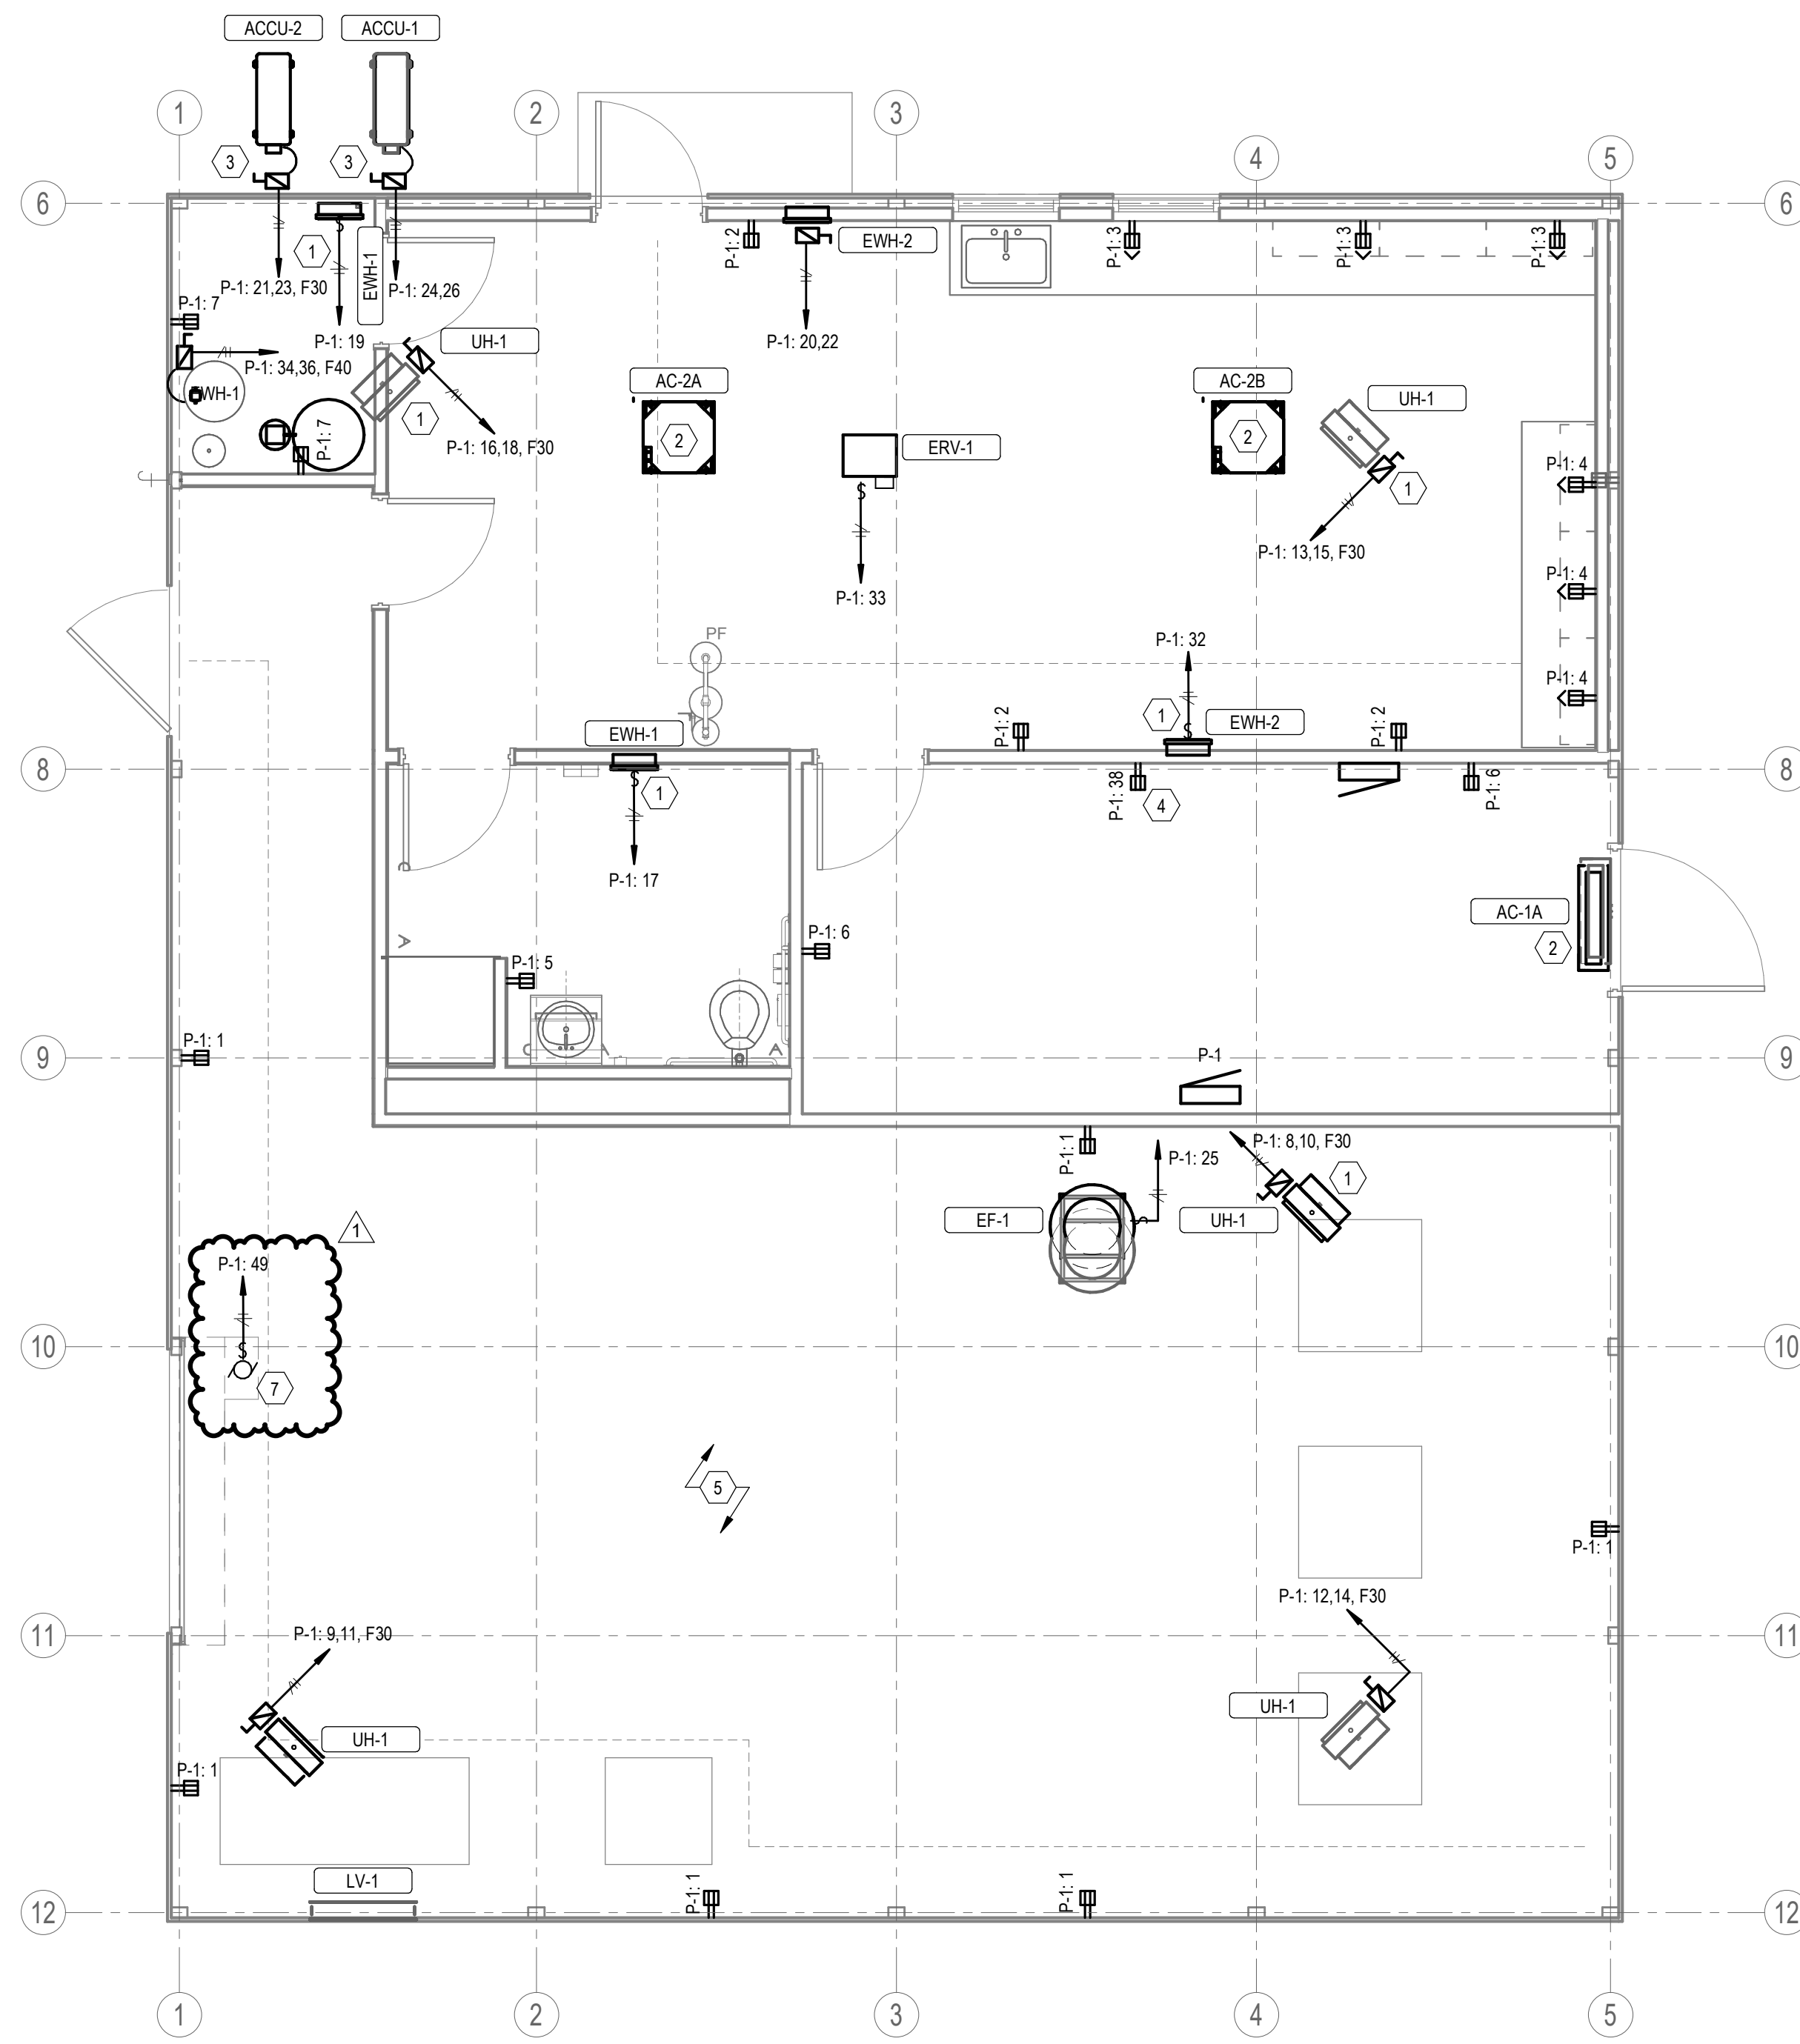 ACCU-2
ACCU-1
1
2
3
4
5
3
3
6
6
1
EWH-1
P-1: 21,23, F30
P-1: 24,26
P-1: 2
EWH-2
P-1: 3
P-1: 3
P-1: 3
P-1: 7
P-1: 19
UH-1
P-1: 20,22
P-1: 34,36, F40
WH-1
1
P-1: 7
P-1: 16,18, F30
AC-2A
2
ERV-1
AC-2B
2
UH-1
1
P-1: 4
P-1: 13,15, F30
P-1: 33
P-1: 4
PF
P-1: 32
P-1: 4
EWH-1
P-1: 2
1
EWH-2
P-1: 2
8
8
1
P-1: 38
4
P-1: 6
P-1: 17
AC-1A
2
P-1: 6
P-1: 5
9
P-1: 1
9
P-1
P-1: 1
P-1: 25
P-1: 8,10, F30
1
EF-1
UH-1
1
P-1: 49
10
10
7
5
P-1: 1
P-1: 12,14, F30
11
P-1: 9,11, F30
11
UH-1
UH-1
P-1: 1
LV-1
P-1: 1
P-1: 1
12
12
1
2
3
4
5